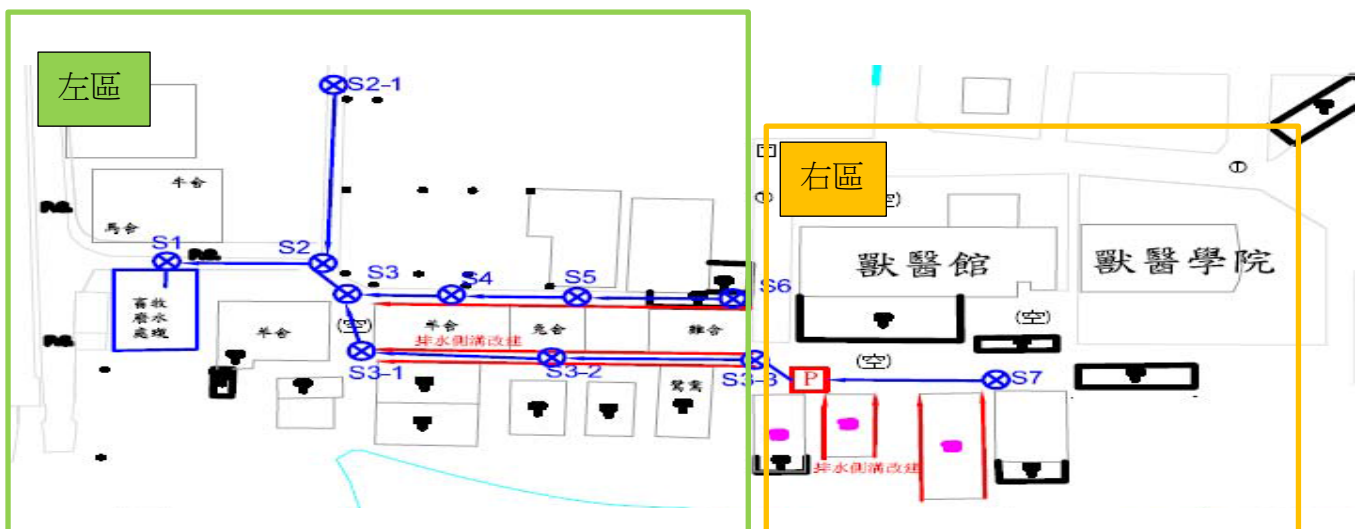 左區
S2-1
右區
牛舍
馬舍
S1
S2
S3
S4
S5
S6
獸醫館
獸醫學院
畜牧
廢水
處理
羊舍
(空)
羊舍
兔舍
雞舍
(空)
排水側溝改建
S3-1
S3-2
S3-3
P
(空)
S7
鴛鴦
排水側溝改建